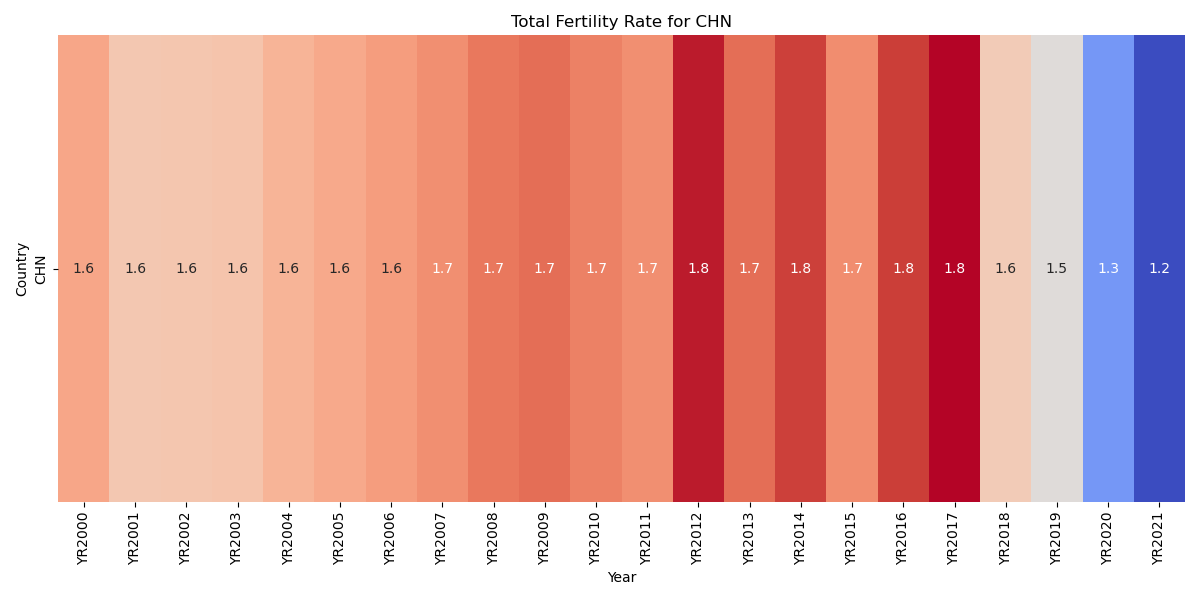 Total Fertility Rate for CHN
Country
CHN
1.6 1.6 1.6 1.6 1.6 1.6 1.6 1.7 1.7 1.7 1.7 1.7 1.8 1.7 1.8 1.7 1.8 1.8 1.6 1.5 1.3 1.2
YR2000 YR2001 YR2002 YR2003 YR2004 YR2005 YR2006 YR2007 YR2008 YR2009 YR2010 YR2011 YR2012 YR2013 YR2014 YR2015 YR2016 YR2017 YR2018 YR2019 YR2020 YR2021
Year